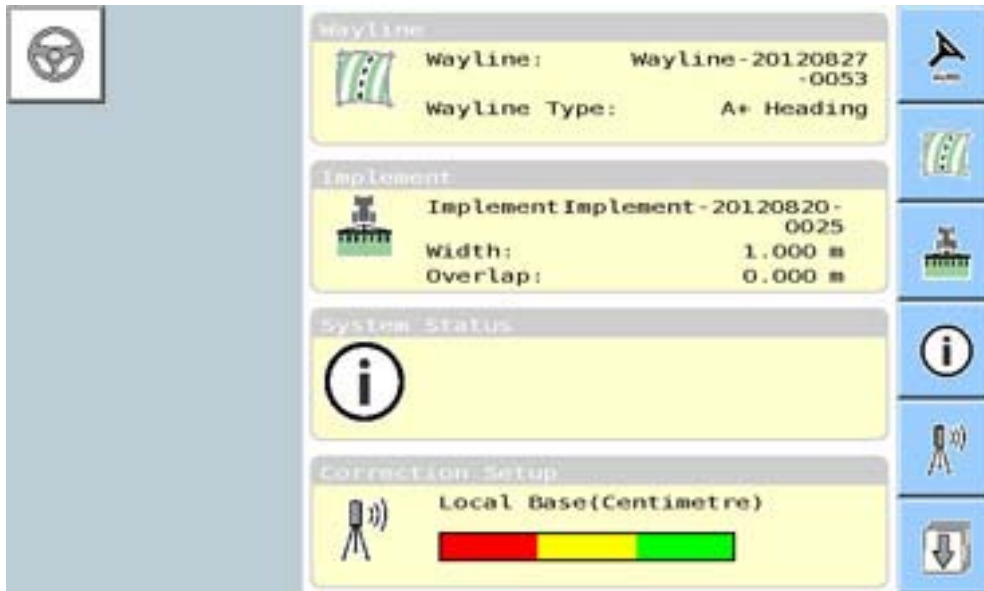 Wayline
Wayline: Wayline-20120827
-0053
Wayline Type: A+ Heading
Implement
Implement Implement-20120820-
0025
Width: 1.000 m
Overlap: 0.000 m
System Status
Correction Setup
Local Base(Centimetre)
AUTO